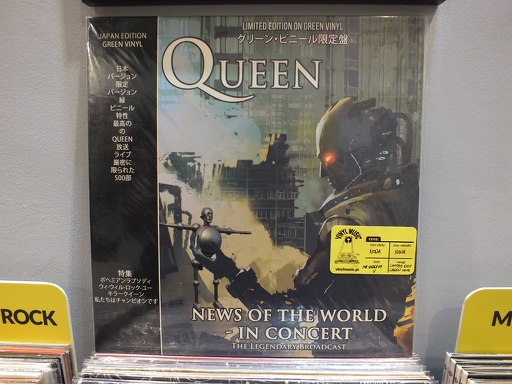 JAPAN EDITION
GREEN VINYL
日本
バージョン
限定
バージョン
緑
ビニール
特性
最高の
の
QUEEN
放送
ライブ
厳密に
限られた
500部
特集
ボヘミアンラプソディ
ウィ・ウィル・ロック・ユー
キラークイーン
私たちはチャンピオンです
LIMITED EDITION ON GREEN VINYL
グリーン・ビニール限定盤
QUEEN
VINYL MUSIC
vinylmusic.pl
NEWS OF THE WORLD
- IN CONCERT
THE LEGENDARY BROADCAST
ROCK
M